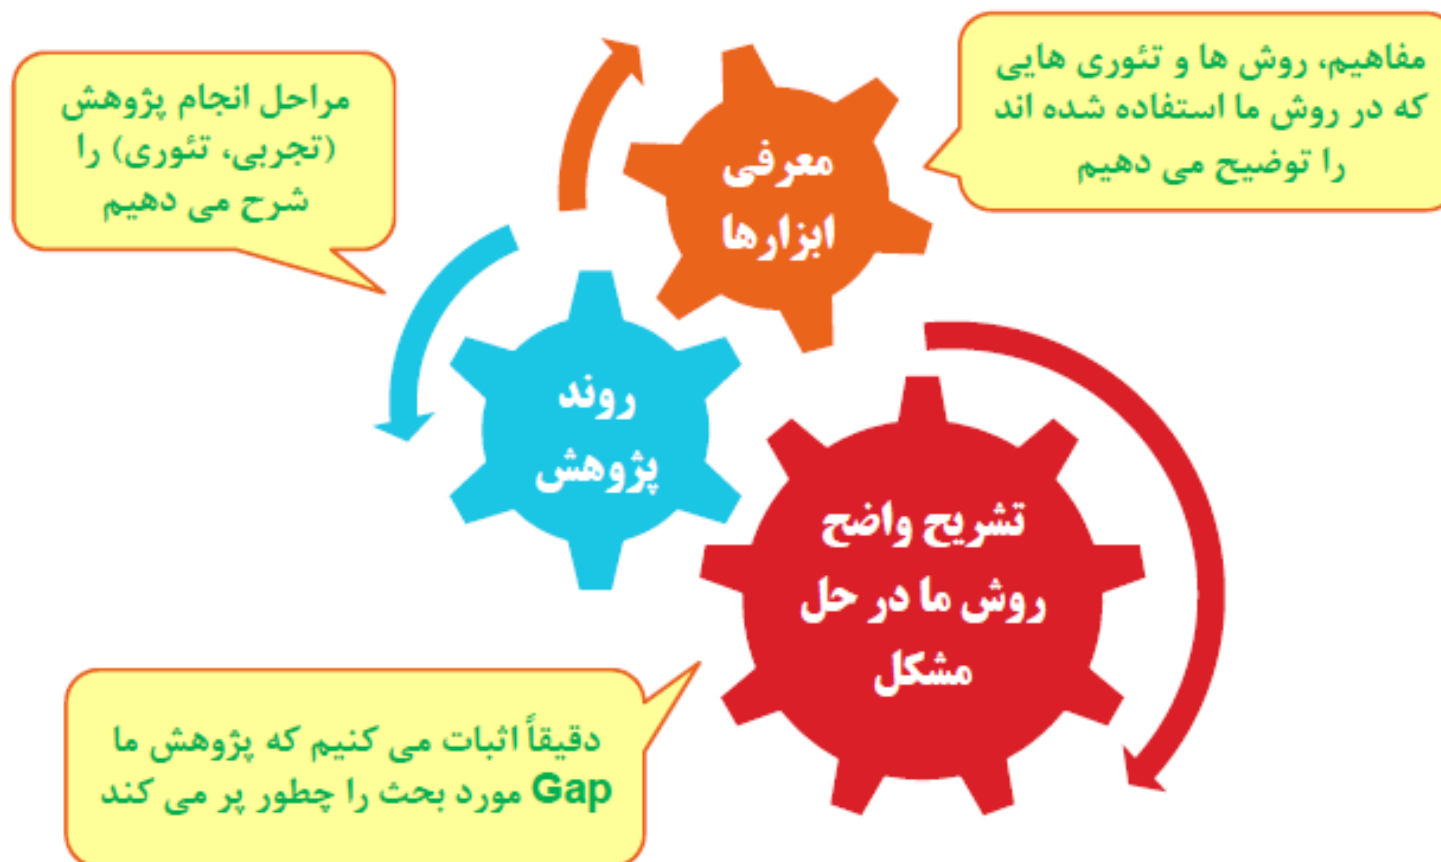 مفاهیم، روش ها و تئوری هایی
که در روش ما استفاده شده اند
را توضیح می دهیم
معرفی
ابزارها
مراحل انجام پژوهش
(تجربی، تئوری) را
شرح می دهیم
روند
پژوهش
تشریح واضح
روش ما در حل
مشکل
دقیقاً اثبات می کنیم که پژوهش ما
Gap مورد بحث را چطور پر می کند